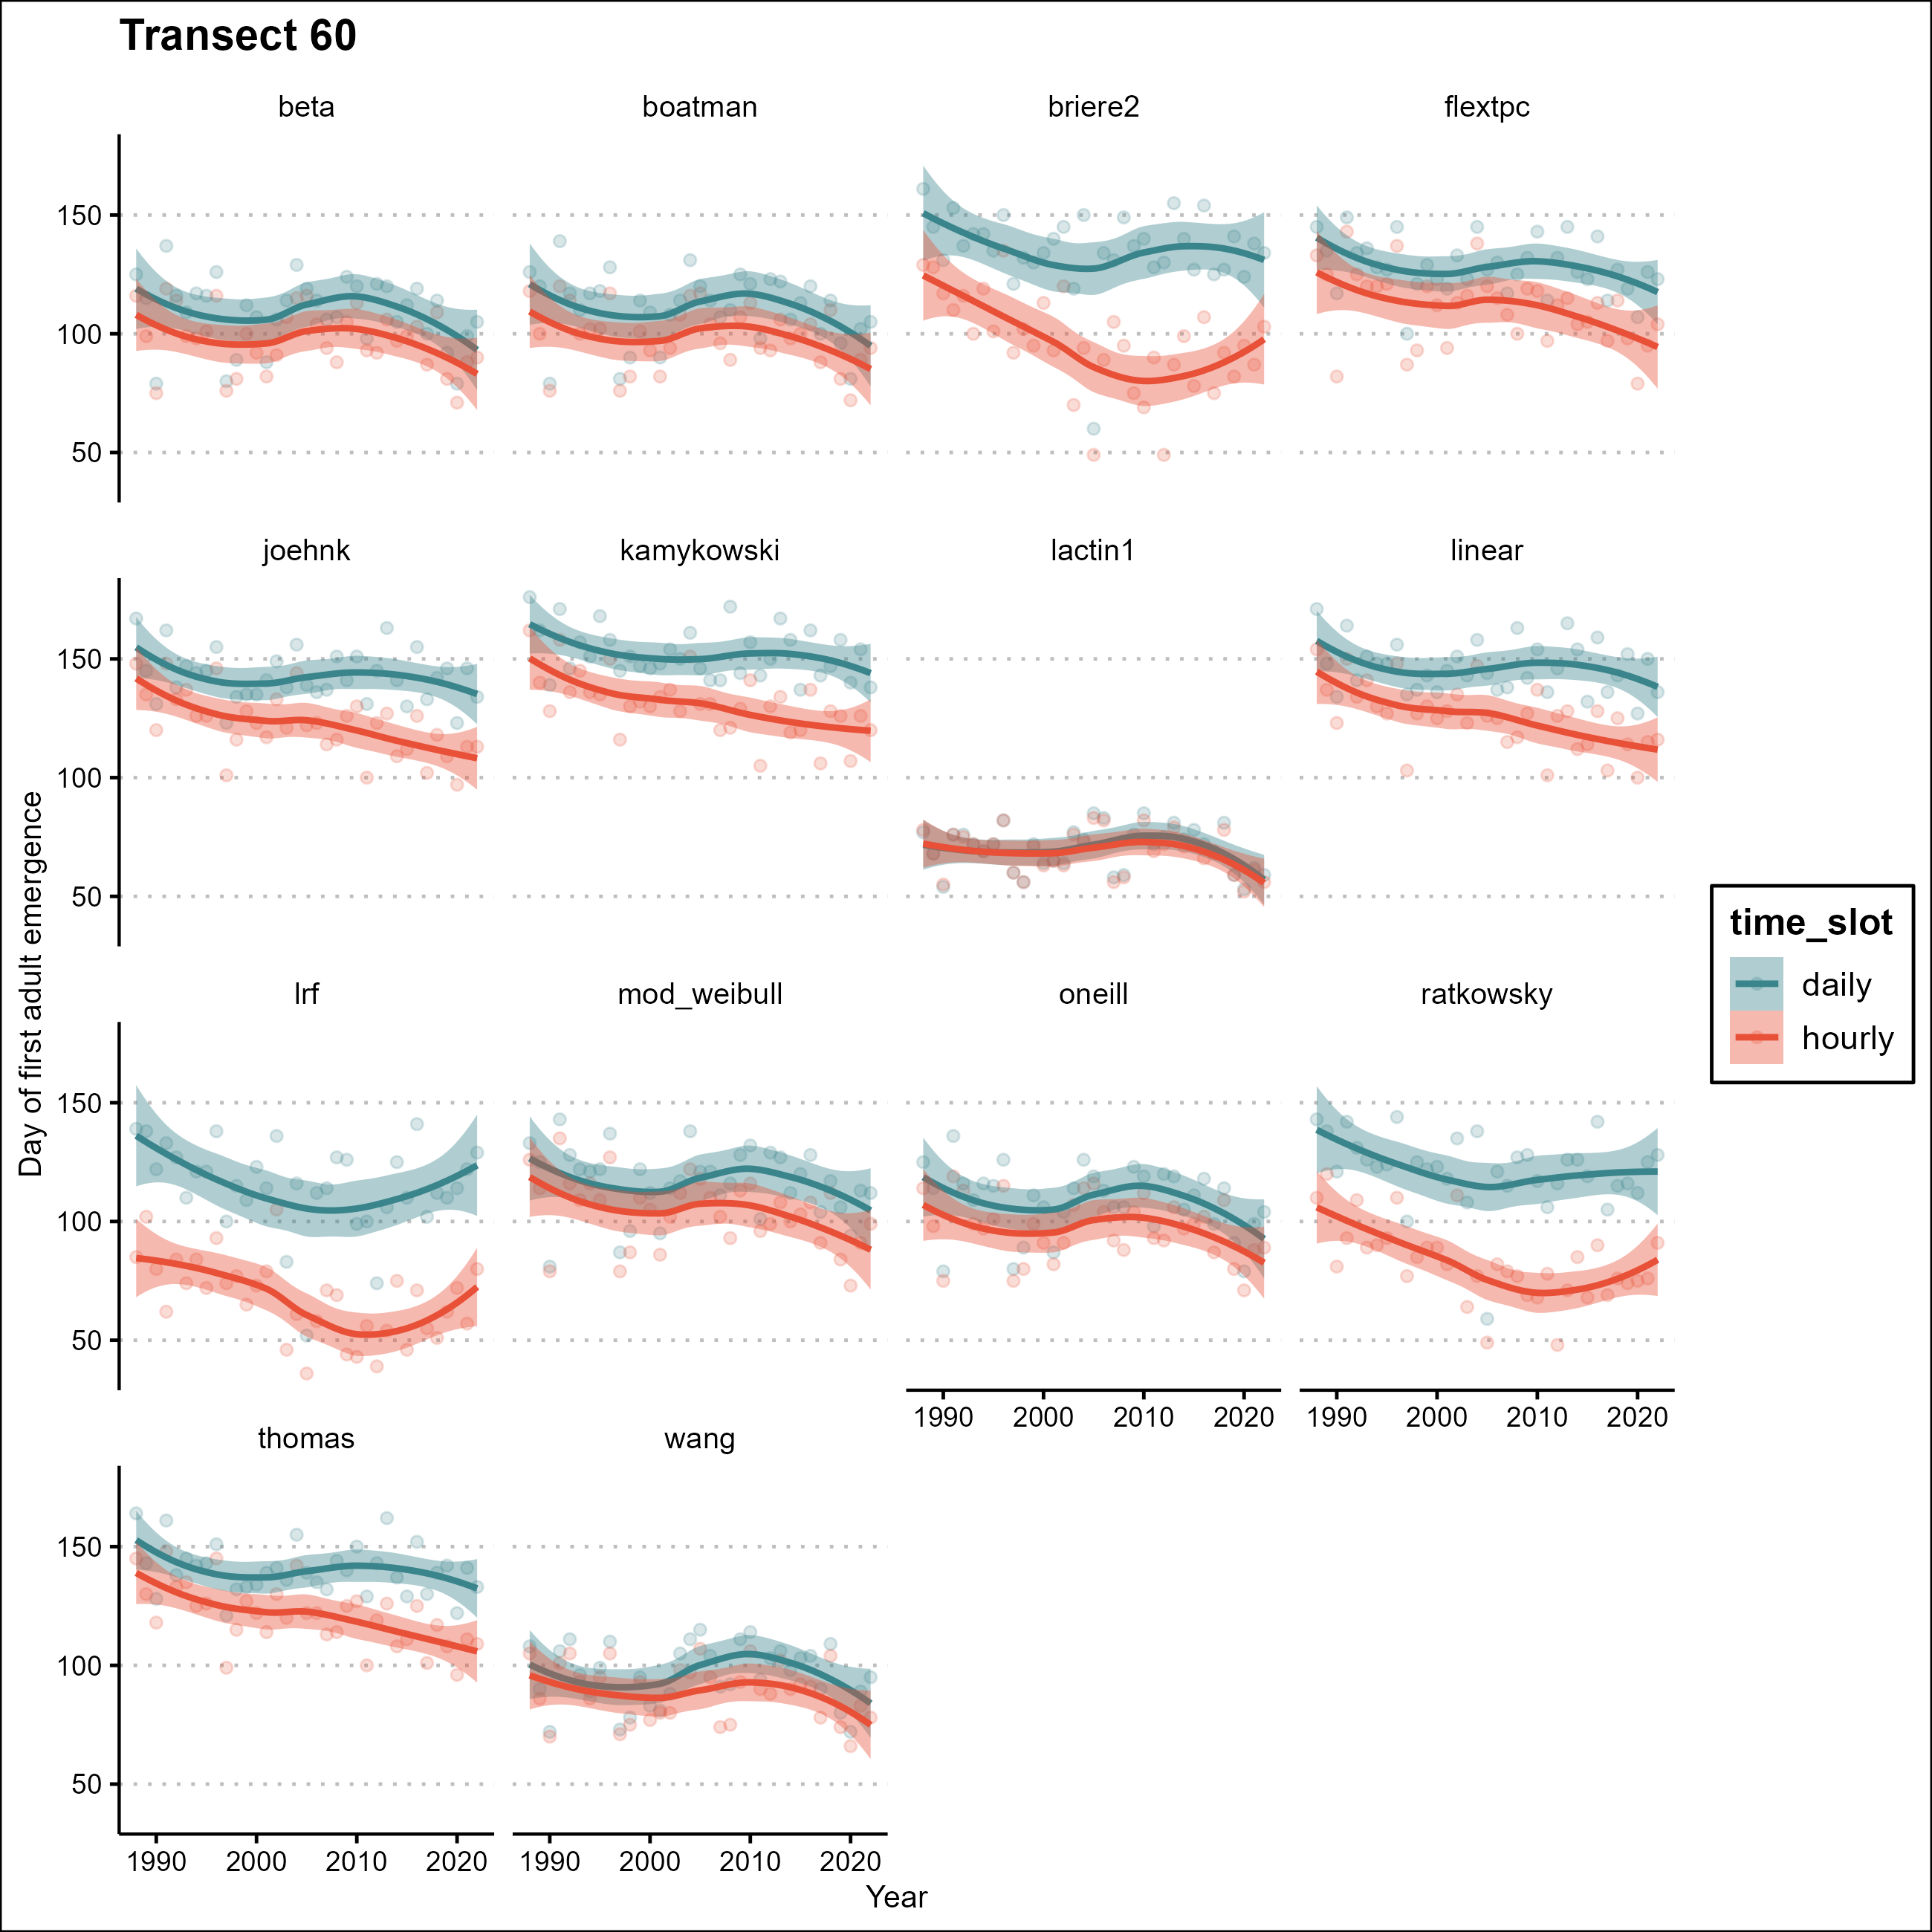 Transect 60
beta boatman briere2 flextpc
150
100
50
joehnk kamykowski lactin1 linear
150
100
50
lrf mod_weibull oneill ratkowsky
150
100
50
1990 2000 2010 2020 1990 2000 2010 2020
thomas wang
150
100
50
1990 2000 2010 2020 1990 2000 2010 2020
Year
Day of first adult emergence
time_slot
daily
hourly